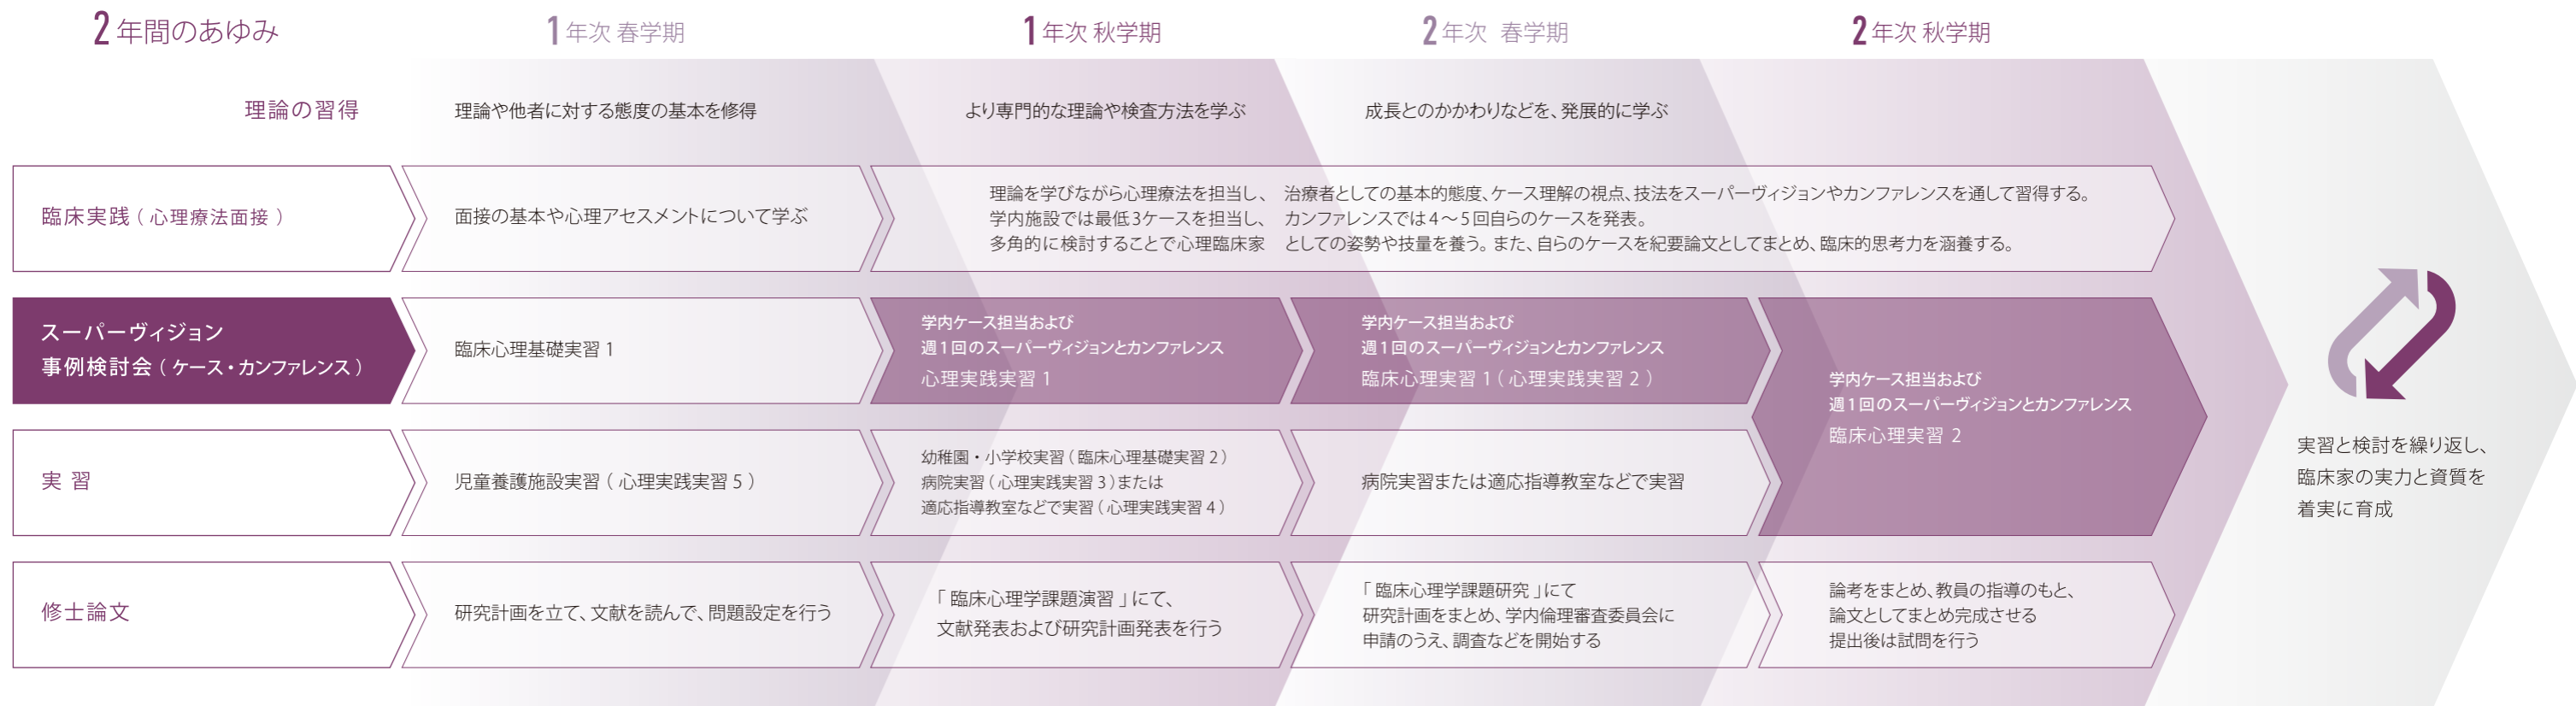 2年間のあゆみ
1年次 春学期
1年次 秋学期
2年次 春学期
2年次 秋学期
理論の習得
理論や他者に対する態度の基本を修得
より専門的な理論や検査方法を学ぶ
成長とのかかわりなどを、発展的に学ぶ
臨床実践（心理療法面接）
面接の基本や心理アセスメントについて学ぶ
理論を学びながら心理療法を担当し、 治療者としての基本的態度、ケース理解の視点、技法をスーパーヴィジョンやカンファレンスを通して習得する。
学内施設では最低3ケースを担当し、 カンファレンスでは4〜5回自らのケースを発表。
多角的に検討することで心理臨床家 としての姿勢や技量を養う。また、自らのケースを紀要論文としてまとめ、臨床的思考力を涵養する。
スーパーヴィジョン
事例検討会（ケース・カンファレンス）
臨床心理基礎実習 1
学内ケース担当および
週1回のスーパーヴィジョンとカンファレンス
心理実践実習 1
学内ケース担当および
週1回のスーパーヴィジョンとカンファレンス
臨床心理実習 1（心理実践実習 2）
学内ケース担当および
週1回のスーパーヴィジョンとカンファレンス
臨床心理実習 2
実 習
児童養護施設実習（心理実践実習 5）
幼稚園・小学校実習（臨床心理基礎実習 2）
病院実習（心理実践実習 3）または
適応指導教室などで実習（心理実践実習 4）
病院実習または適応指導教室などで実習
修士論文
研究計画を立て、文献を読んで、問題設定を行う
「臨床心理学課題演習」にて、
文献発表および研究計画発表を行う
「臨床心理学課題研究」にて
研究計画をまとめ、学内倫理審査委員会に
申請のうえ、調査などを開始する
論考をまとめ、教員の指導のもと、
論文としてまとめ完成させる
提出後は試問を行う
実習と検討を繰り返し、
臨床家の実力と資質を
着実に育成